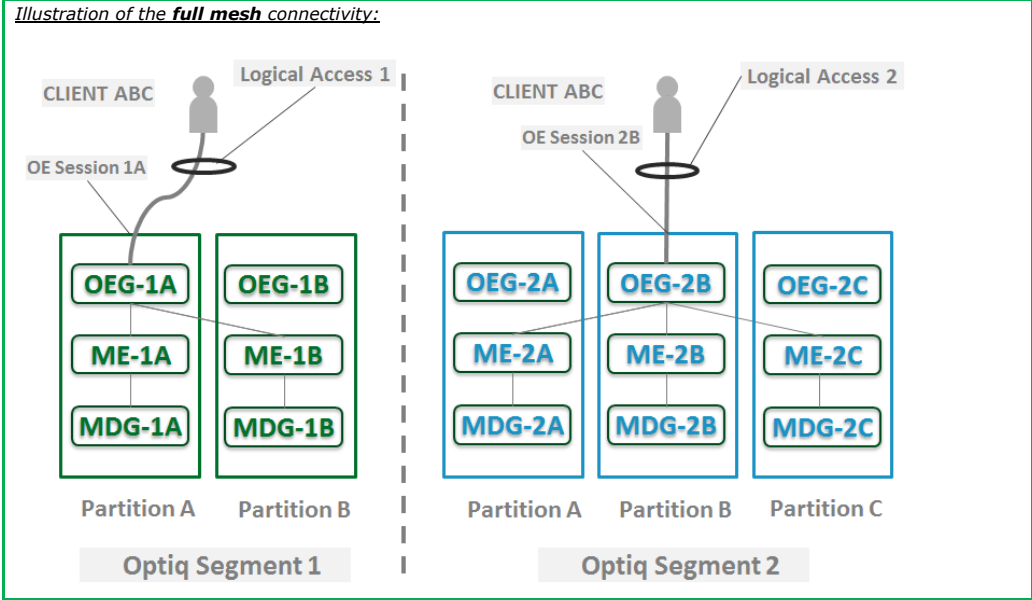 Illustration of the full mesh connectivity:
CLIENT ABC
Logical Access 1
OE Session 1A
OEG-1A
OEG-1B
ME-1A
ME-1B
MDG-1A
MDG-1B
Partition A
Partition B
Optiq Segment 1
CLIENT ABC
Logical Access 2
OE Session 2B
OEG-2A
OEG-2B
OEG-2C
ME-2A
ME-2B
ME-2C
MDG-2A
MDG-2B
MDG-2C
Partition A
Partition B
Partition C
Optiq Segment 2